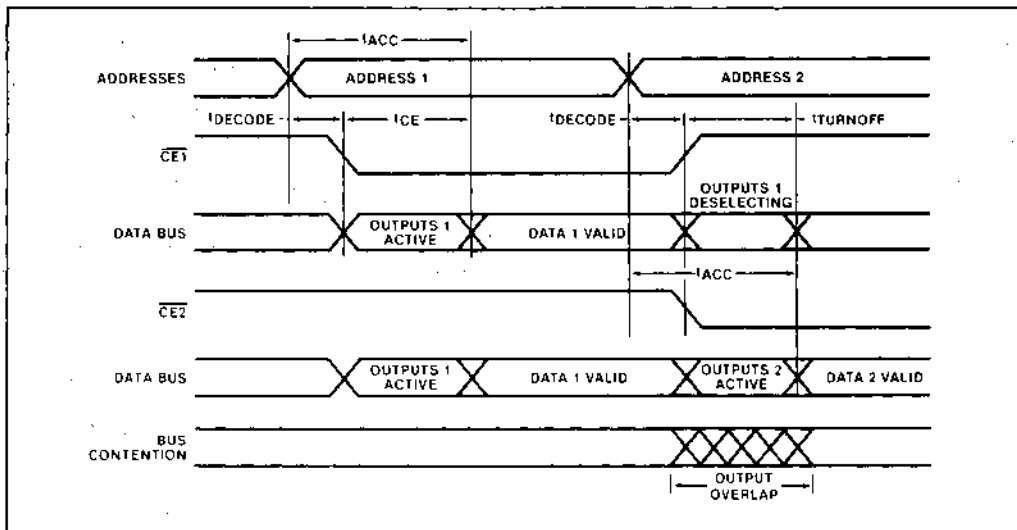 tACC
ADDRESSES
ADDRESS 1
ADDRESS 2
tDECODE
tCE
tDECODE
tTURNOFF
CE1
OUTPUTS 1
DESELECTING
DATA BUS
OUTPUTS 1
ACTIVE
DATA 1 VALID
tACC
CE2
DATA BUS
OUTPUTS 1
ACTIVE
DATA 1 VALID
OUTPUTS 2
ACTIVE
DATA 2 VALID
BUS
CONTENTION
OUTPUT
OVERLAP